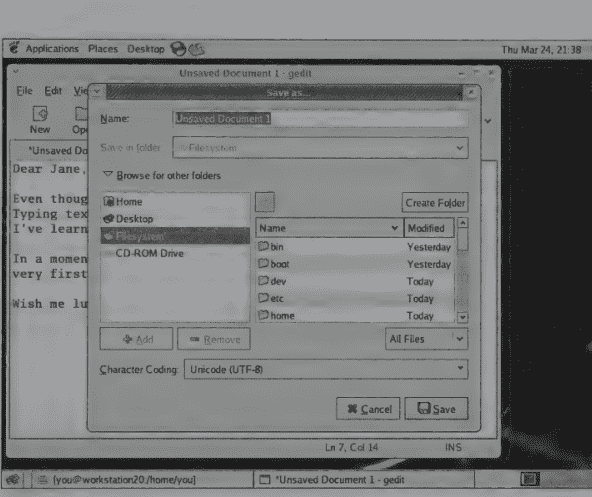 Applications Places Desktop
Thu Mar 24, 21:38
Unsaved Document 1 - gedit
File Edit
Save as...
New
Name: Unsaved Document 1
*Unsaved Do
Save in folder: Filesystem
Dear Jane,
Browse for other folders
Even thoug
Typing tex
I've learn
In a momen
very first
Wish me lu
Home
Desktop
Filesystem
CD-ROM Drive
Create Folder
Name Modified
bin Yesterday
boot Yesterday
dev Today
etc Today
home Today
Add Remove
All Files
Character Coding: Unicode (UTF-8)
Cancel Save
Ln 7, Col 14 INS
[you@workstation20:/home/you]
*Unsaved Document 1 - gedit